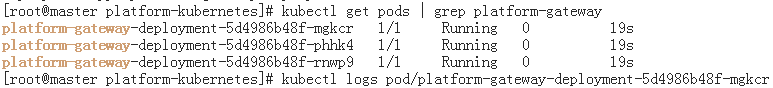 [root@master platform-kubernetes]# kubectl get pods | grep platform-gateway
platform-gateway-deployment-5d4986b48f-mgkcr   1/1     Running   0          19s
platform-gateway-deployment-5d4986b48f-phhk4   1/1     Running   0          19s
platform-gateway-deployment-5d4986b48f-rnwp9   1/1     Running   0          19s
[root@master platform-kubernetes]# kubectl logs pod/platform-gateway-deployment-5d4986b48f-mgkcr